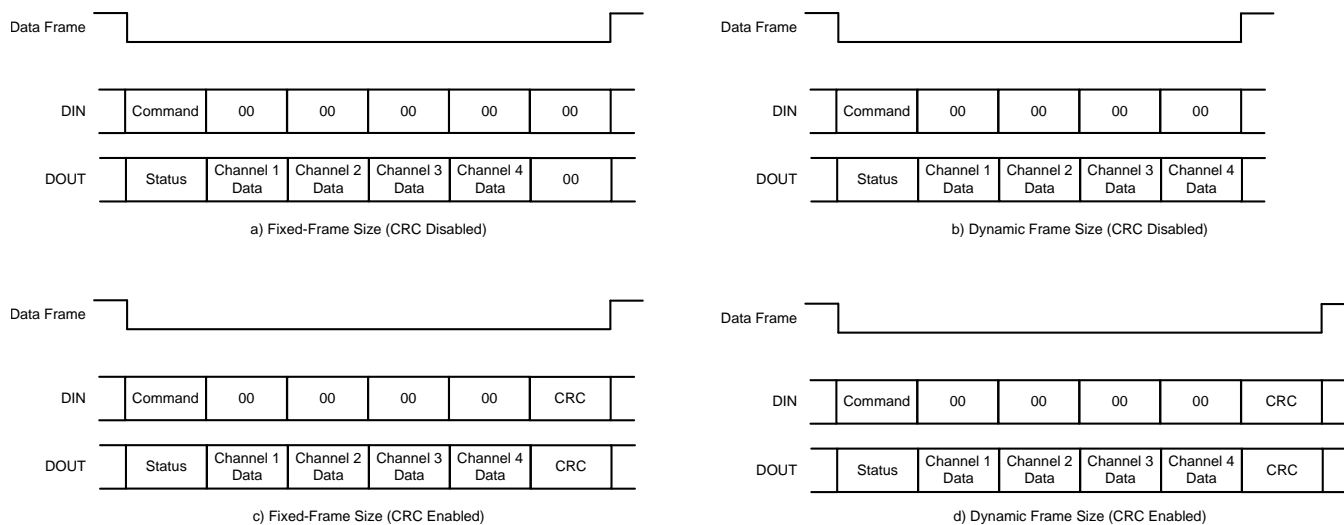 Data Frame
DIN Command 00 00 00 00 00
DOUT Status Channel 1 Data Channel 2 Data Channel 3 Data Channel 4 Data 00
a) Fixed-Frame Size (CRC Disabled)
Data Frame
DIN Command 00 00 00 00
DOUT Status Channel 1 Data Channel 2 Data Channel 3 Data Channel 4 Data
b) Dynamic Frame Size (CRC Disabled)
Data Frame
DIN Command 00 00 00 00 CRC
DOUT Status Channel 1 Data Channel 2 Data Channel 3 Data Channel 4 Data CRC
c) Fixed-Frame Size (CRC Enabled)
Data Frame
DIN Command 00 00 00 00 CRC
DOUT Status Channel 1 Data Channel 2 Data Channel 3 Data Channel 4 Data CRC
d) Dynamic Frame Size (CRC Enabled)